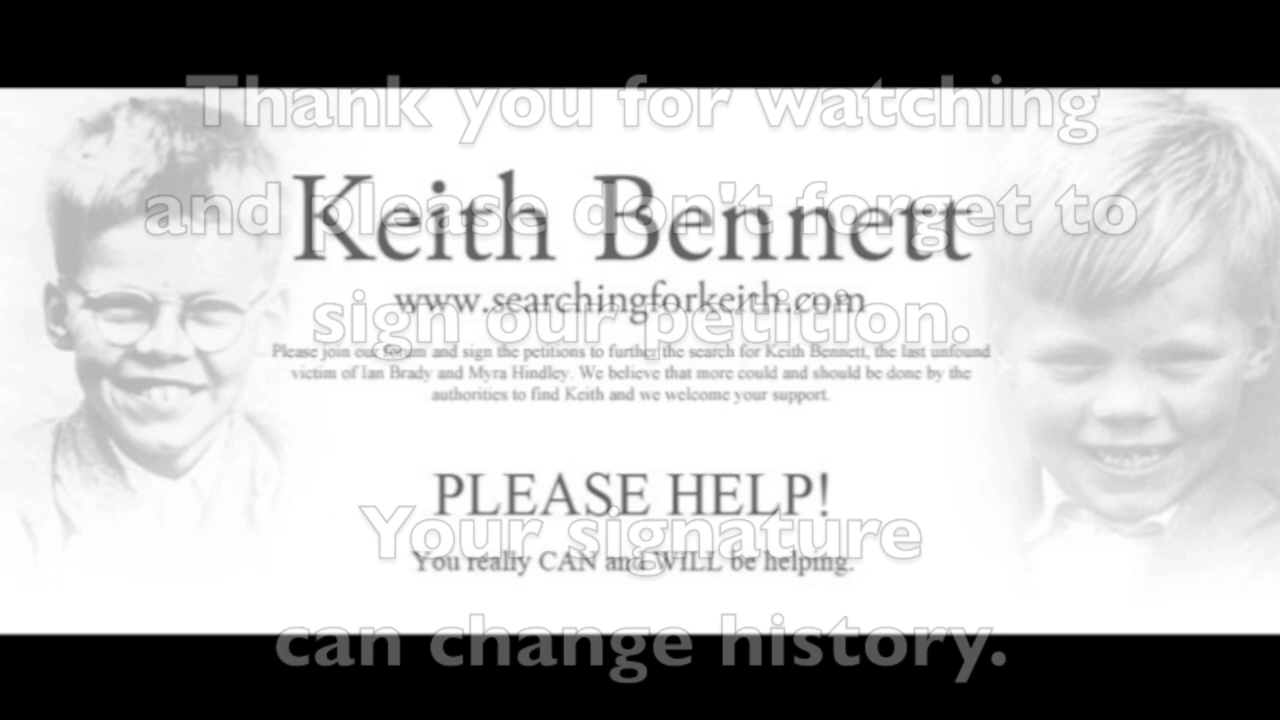 Thank you for watching
and please don't forget to
Keith Bennett
www.searchingforkeith.com
sign our petition.
Please join our forum and sign the petitions to further the search for Keith Bennett, the last unfound
victim of Ian Brady and Myra Hindley. We believe that more could and should be done by the
authorities to find Keith and we welcome your support.
PLEASE HELP!
Your signature
You really CAN and WILL be helping.
can change history.